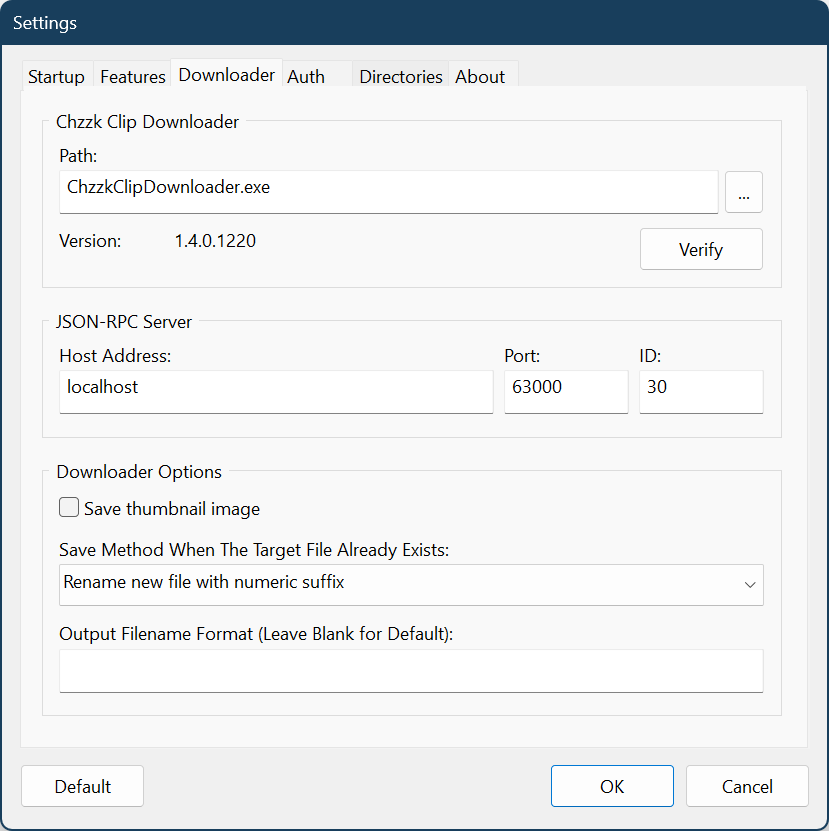 Settings
Startup Features Downloader Auth Directories About
Chzzk Clip Downloader
Path:
ChzzkClipDownloader.exe ...
Version: 1.4.0.1220
Verify
JSON-RPC Server
Host Address: Port: ID:
localhost 63000 30
Downloader Options
Save thumbnail image
Save Method When The Target File Already Exists:
Rename new file with numeric suffix
Output Filename Format (Leave Blank for Default):
Default OK Cancel